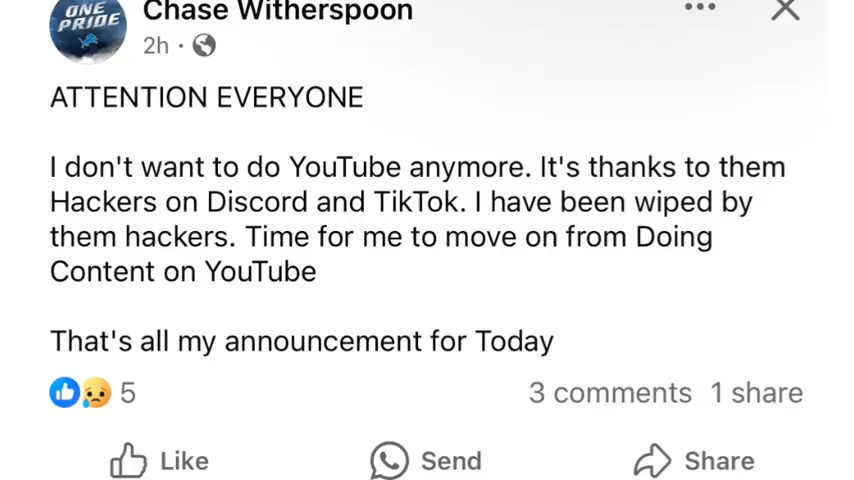 ONE
PRIDE
Chase Witherspoon
2h ·
ATTENTION EVERYONE
I don't want to do YouTube anymore. It's thanks to them
Hackers on Discord and TikTok. I have been wiped by
them hackers. Time for me to move on from Doing
Content on YouTube
That's all my announcement for Today
5 3 comments 1 share
Like Send Share